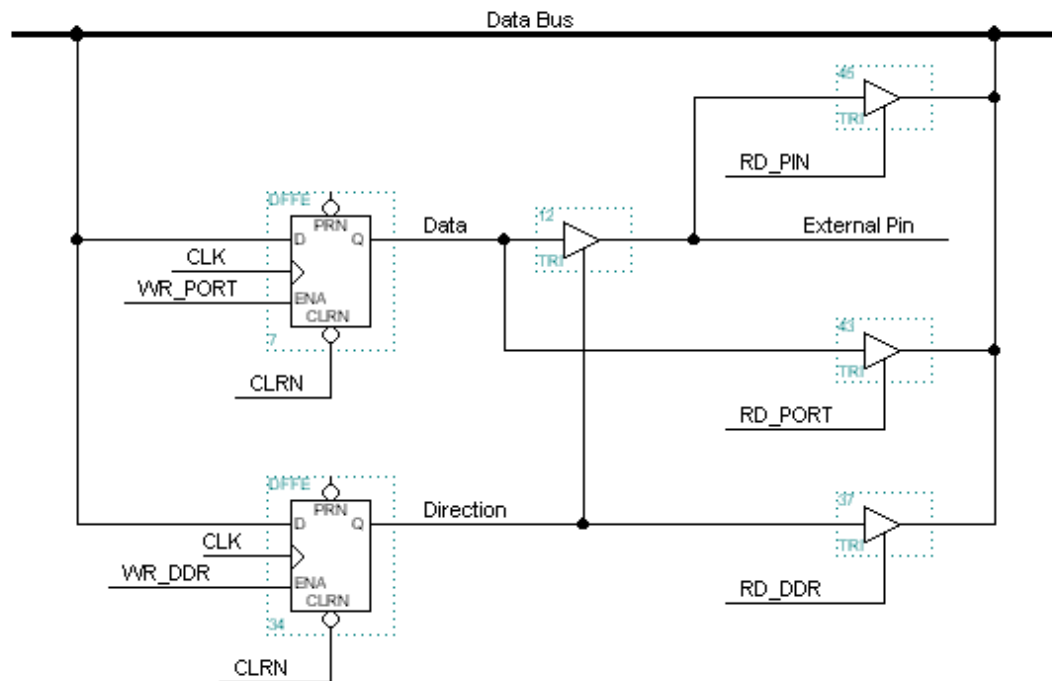 Data Bus
45
TRI
RD_PIN
DFFE
PRN
D Q
CLK
WR_PORT
ENA
CLRN
7
CLRN
Data
12
TRI
External Pin
43
TRI
RD_PORT
DFFE
PRN
D Q
CLK
WR_DDR
ENA
CLRN
34
CLRN
Direction
37
TRI
RD_DDR